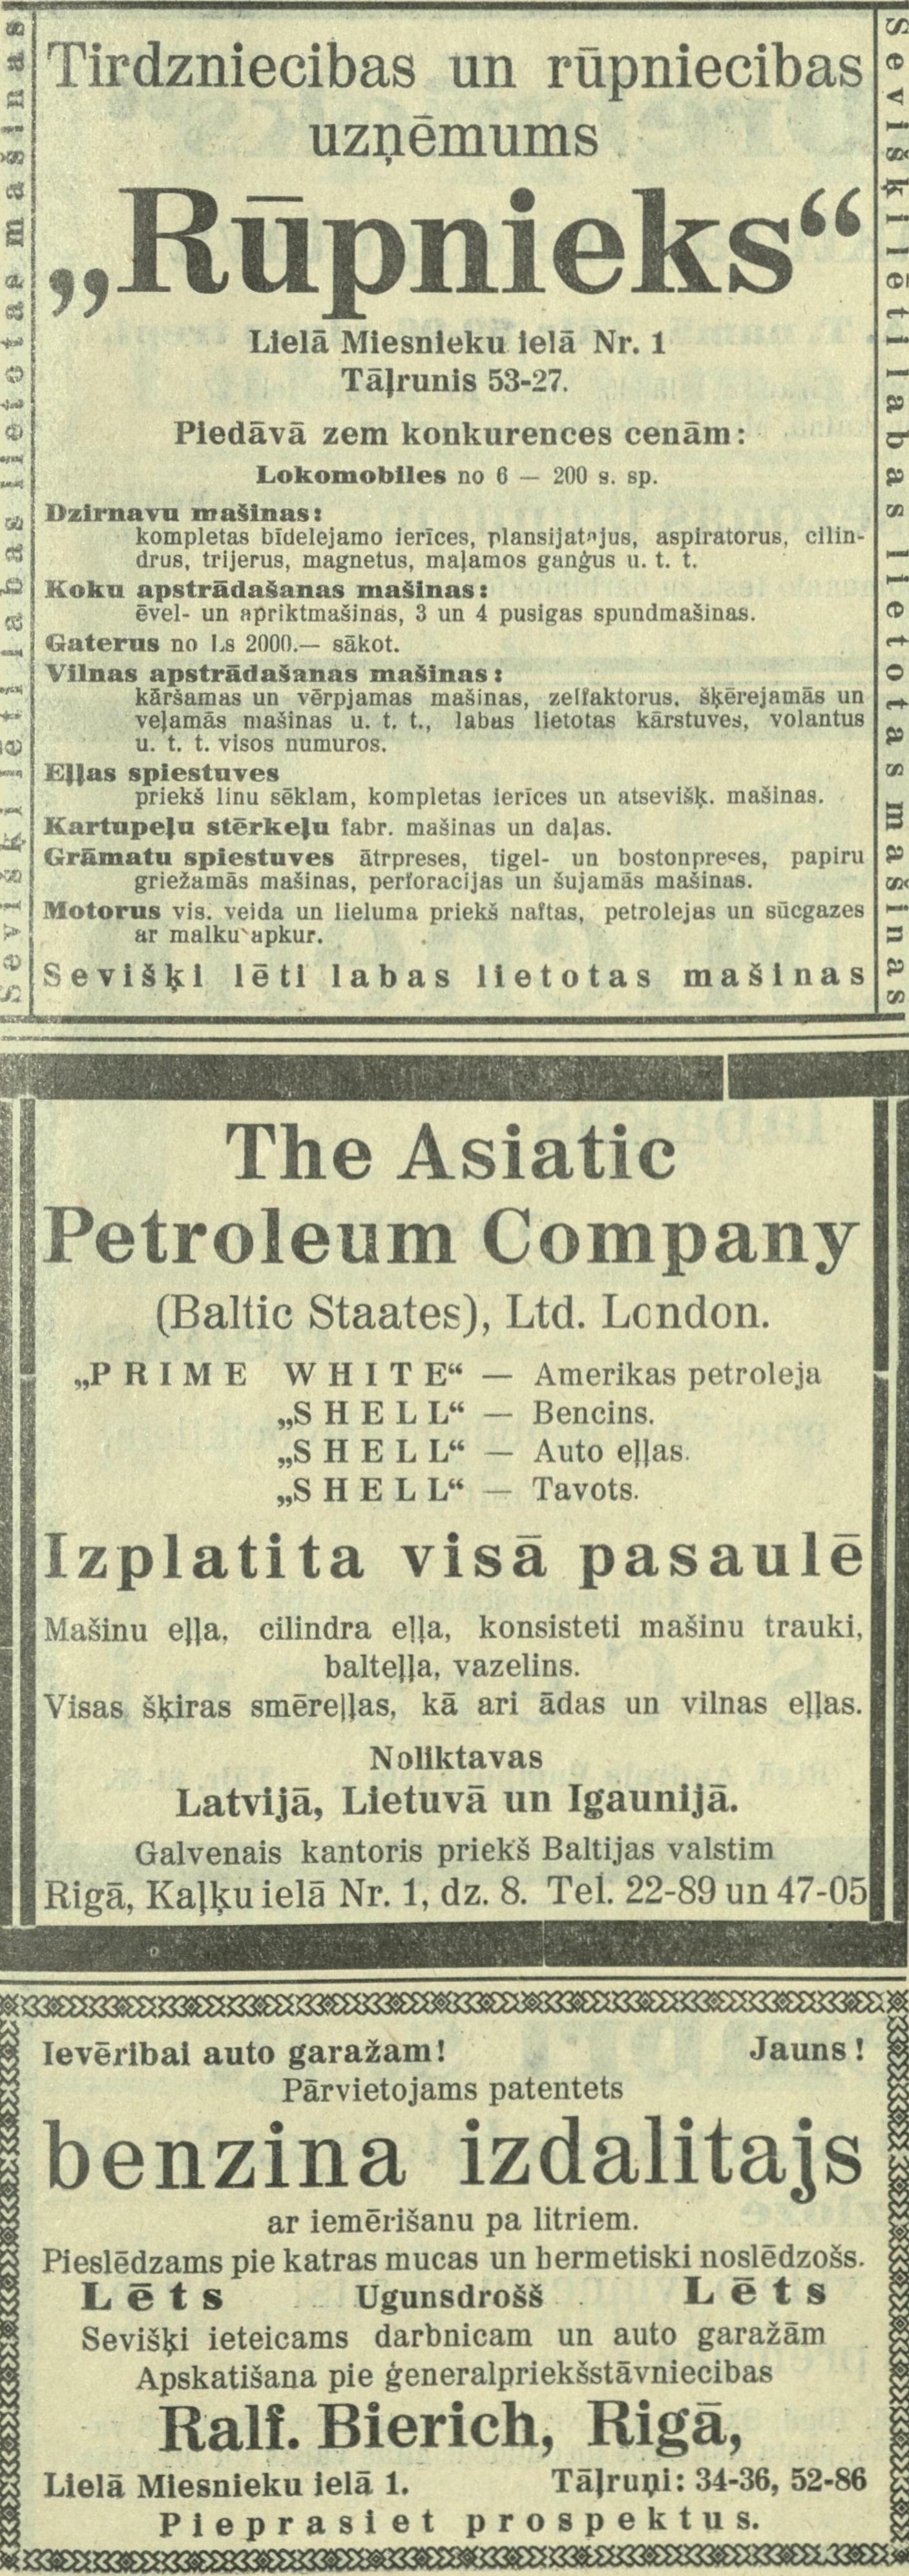 Sevišķi lēti labas lietotas mašinas
Sevišķi lēti labas lietotas mašinas
Tirdzniecibas un rūpniecibas
uzņēmums
„Rūpnieks“
Lielā Miesnieku ielā Nr. 1
Tāļrunis 53-27.
Piedāvā zem konkurences cenām:
Lokomobiles no 6 — 200 s. sp.
Dzirnavu mašinas:
kompletas bīdelejamo ierīces, plansijatajus, aspiratorus, cilin-
drus, trijerus, magnetus, maļamos gaņģus u. t. t.
Koku apstrādašanas mašinas:
ēvel- un apriktmašinas, 3 un 4 pusigas spundmašinas.
Gaterus no Ls 2000.— sākot.
Vilnas apstrādašanas mašinas:
kāršamas un vērpjamas mašinas, zelfaktorus, šķērejamās un
veļamās mašinas u. t. t., labas lietotas kārstuves, volantus
u. t. t. visos numuros.
Eļļas spiestuves
priekš linu sēklam, kompletas ierīces un atsevišķ. mašinas.
Kartupeļu stērkeļu fabr. mašinas un daļas.
Grāmatu spiestuves ātrpreses, tigel- un bostonpreses, papiru
griežamās mašinas, perforacijas un šujamās mašinas.
Motorus vis. veida un lieluma priekš naftas, petrolejas un sūcgazes
ar malku apkur.
Sevišķi lēti labas lietotas mašinas
The Asiatic
Petroleum Company
(Baltic Staates), Ltd. London.
„PRIME WHITE“ — Amerikas petroleja
„SHELL“ — Bencins.
„SHELL“ — Auto eļļas.
„SHELL“ — Tavots.
Izplatita visā pasaulē
Mašinu eļļa, cilindra eļļa, konsisteti mašinu trauki,
balteļļa, vazelins.
Visas šķiras smēreļļas, kā ari ādas un vilnas eļļas.
Noliktavas
Latvijā, Lietuvā un Igaunijā.
Galvenais kantoris priekš Baltijas valstim
Rigā, Kaļķu ielā Nr. 1, dz. 8. Tel. 22-89 un 47-05
Ievēribai auto garažam! Jauns!
Pārvietojams patentets
benzina izdalitajs
ar iemērišanu pa litriem.
Pieslēdzams pie katras mucas un hermetiski noslēdzošs.
Lēts Ugunsdrošš Lēts
Sevišķi ieteicams darbnicam un auto garažām
Apskatišana pie ģeneralpriekšstāvniecibas
Ralf. Bierich, Rigā,
Lielā Miesnieku ielā 1. Tāļruņi: 34-36, 52-86
Pieprasiet prospektus.